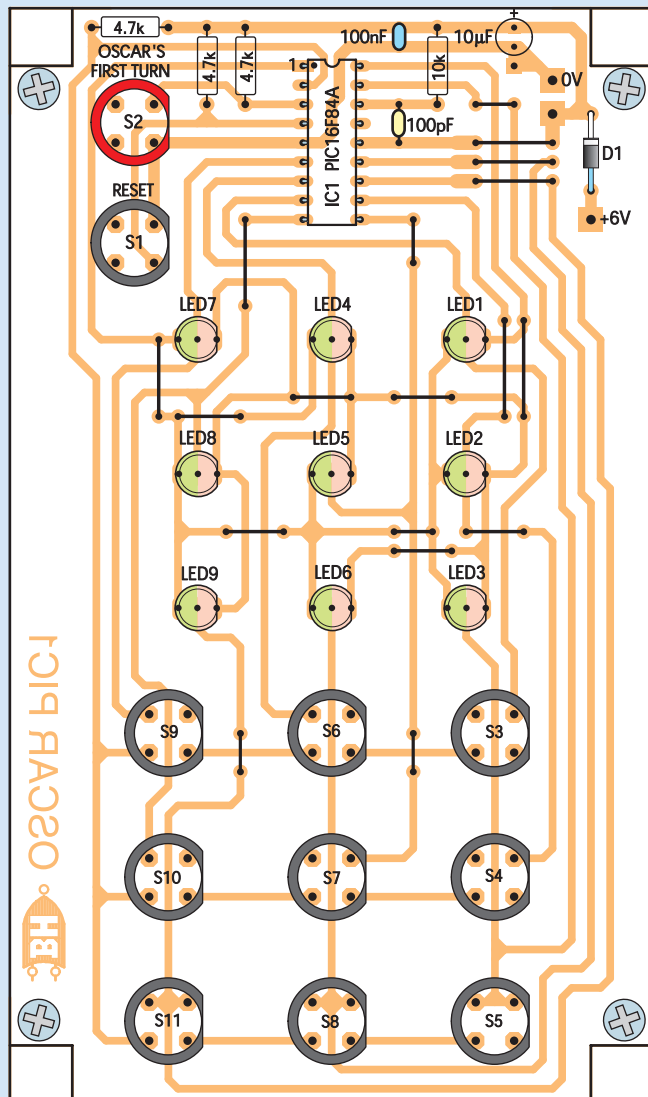 4.7k
OSCAR'S
FIRST TURN
4.7k
4.7k
100nF
10k
10µF
+
0V
1
IC1 PIC16F84A
100pF
S2
D1
RESET
+6V
S1
LED7
LED4
LED1
LED8
LED5
LED2
LED9
LED6
LED3
OSCAR PIC1
S9
S6
S3
S10
S7
S4
BH
S11
S8
S5